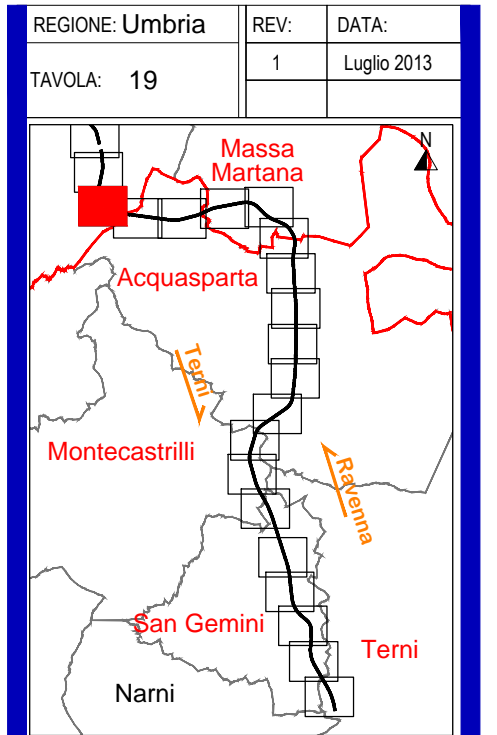 REGIONE: Umbria
REV:
DATA:
1
Luglio 2013
TAVOLA: 19
N
Massa
Martana
Acquasparta
Terni
Montecastrilli
Ravenna
San Gemini
Terni
Narni